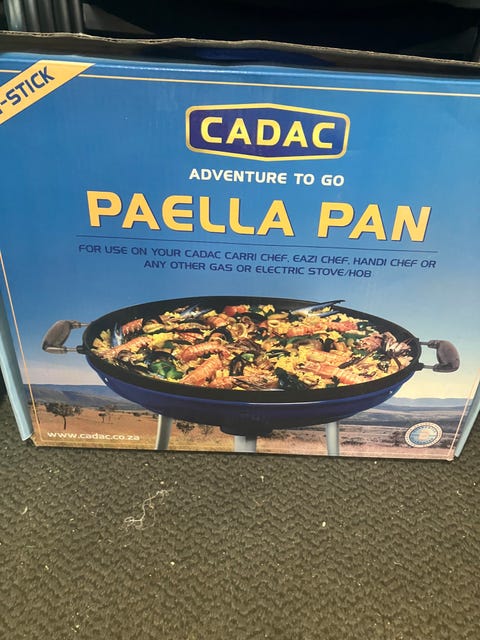 -STICK
CADAC
ADVENTURE TO GO
PAELLA PAN
FOR USE ON YOUR CADAC CARRI CHEF, EAZI CHEF, HANDI CHEF OR
ANY OTHER GAS OR ELECTRIC STOVE/HOB
www.cadac.co.za